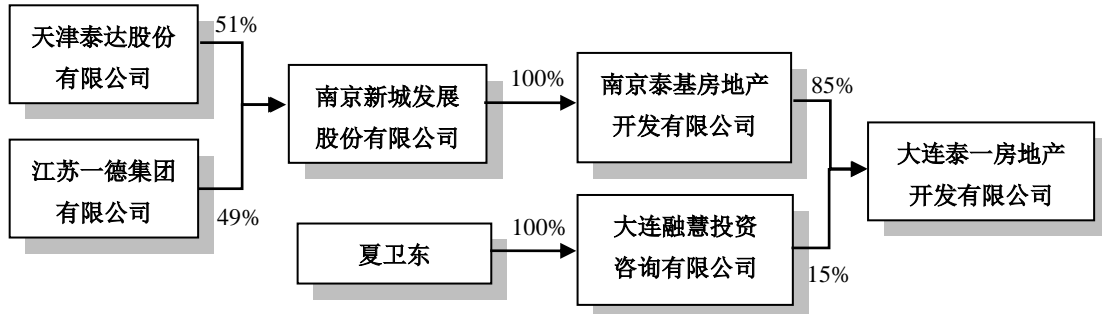 天津泰达股份
有限公司
51%
江苏一德集团
有限公司
49%
南京新城发展
股份有限公司
100%
南京泰基房地产
开发有限公司
85%
夏卫东
100%
大连融慧投资
咨询有限公司
15%
大连泰一房地产
开发有限公司